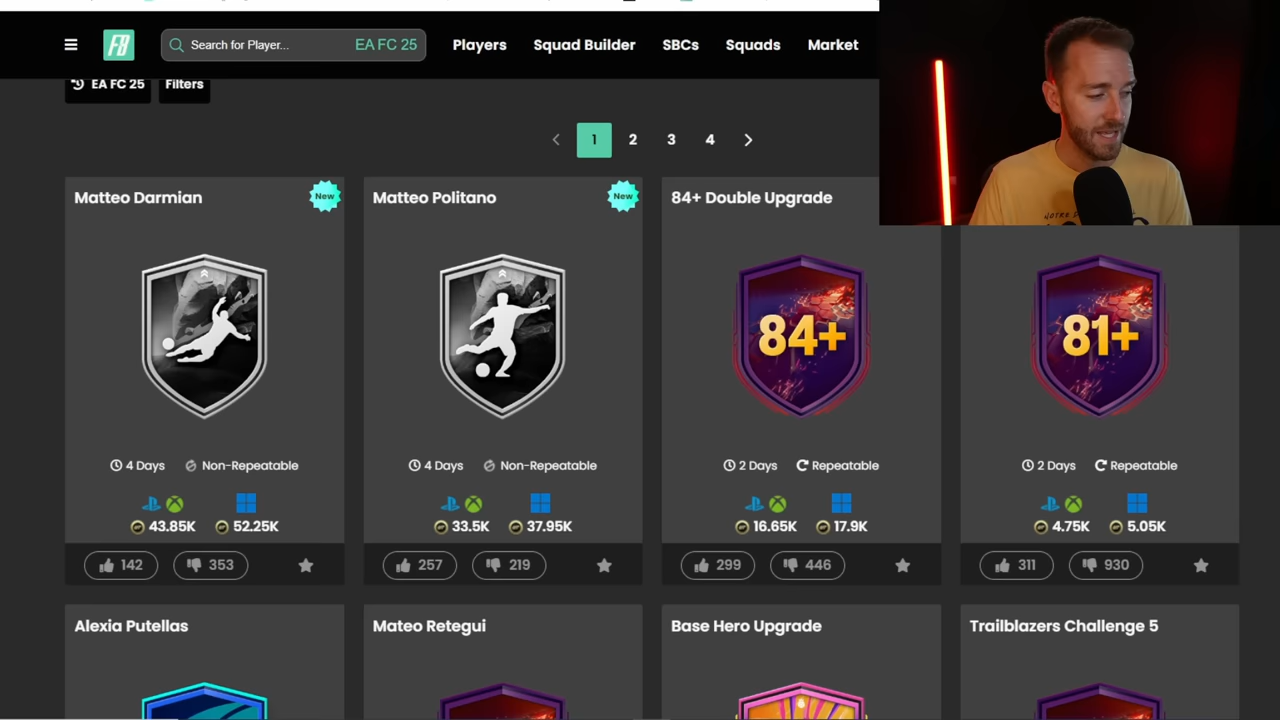 FB
Search for Player...
EA FC 25
Players
Squad Builder
SBCs
Squads
Market
EA FC 25
Filters
1
2
3
4
Matteo Darmian
New
4 Days
Non-Repeatable
43.85K
52.25K
142
353
Matteo Politano
New
4 Days
Non-Repeatable
33.5K
37.95K
257
219
84+ Double Upgrade
84+
2 Days
Repeatable
16.65K
17.9K
299
446
81+
2 Days
Repeatable
4.75K
5.05K
311
930
Alexia Putellas
Mateo Retegui
Base Hero Upgrade
Trailblazers Challenge 5